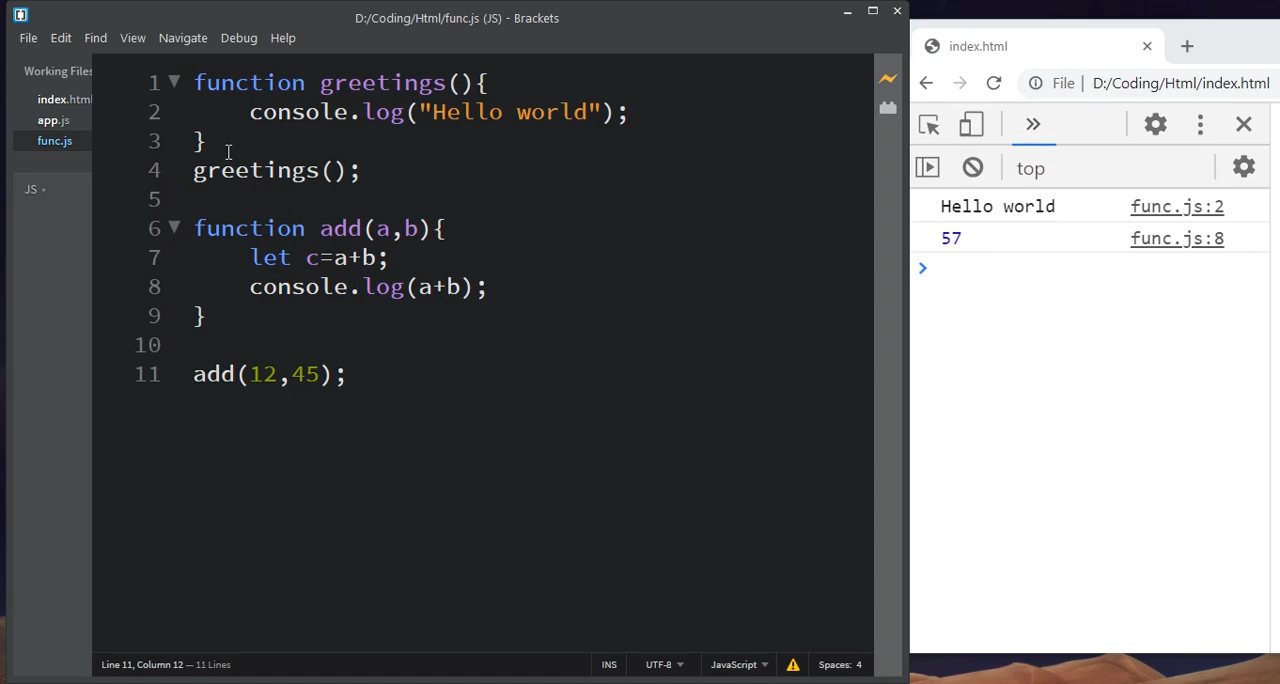 D:/Coding/Html/func.js (JS) - Brackets
File Edit Find View Navigate Debug Help
Working Files
index.html
app.js
func.js
JS
1 function greetings(){
2 console.log("Hello world");
3 }
4 greetings();
5
6 function add(a,b){
7 let c=a+b;
8 console.log(a+b);
9 }
10
11 add(12,45);
Line 11, Column 12 — 11 Lines
INS UTF-8 JavaScript Spaces: 4
index.html
File | D:/Coding/Html/index.html
top
Hello world func.js:2
57 func.js:8